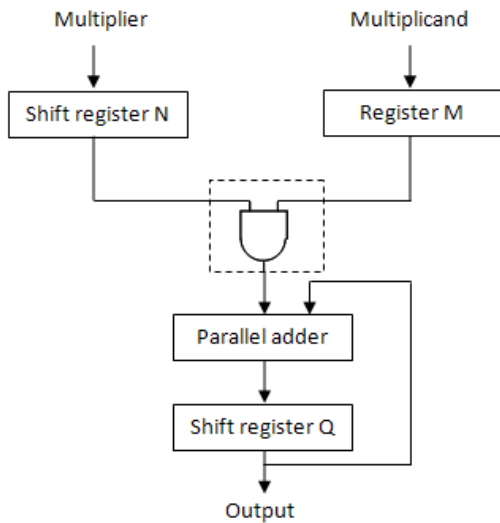 Multiplier
Multiplicand
Shift register N
Register M
Parallel adder
Shift register Q
Output